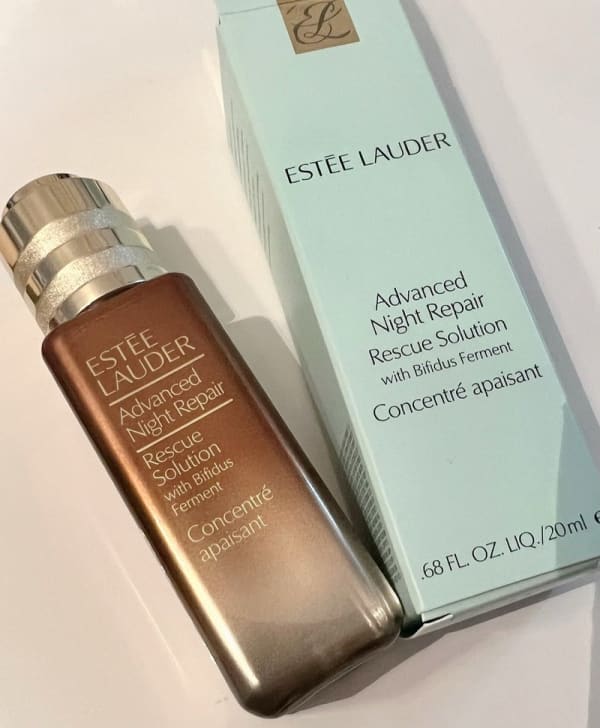 ESTĒE LAUDER
Advanced
Night Repair
Rescue Solution
with Bifidus Ferment
Concentré apaisant
.68 FL. OZ. LIQ./20ml
ESTĒE
LAUDER
Advanced
Night Repair
Rescue
Solution
with Bifidus
Ferment
Concentré
apaisant